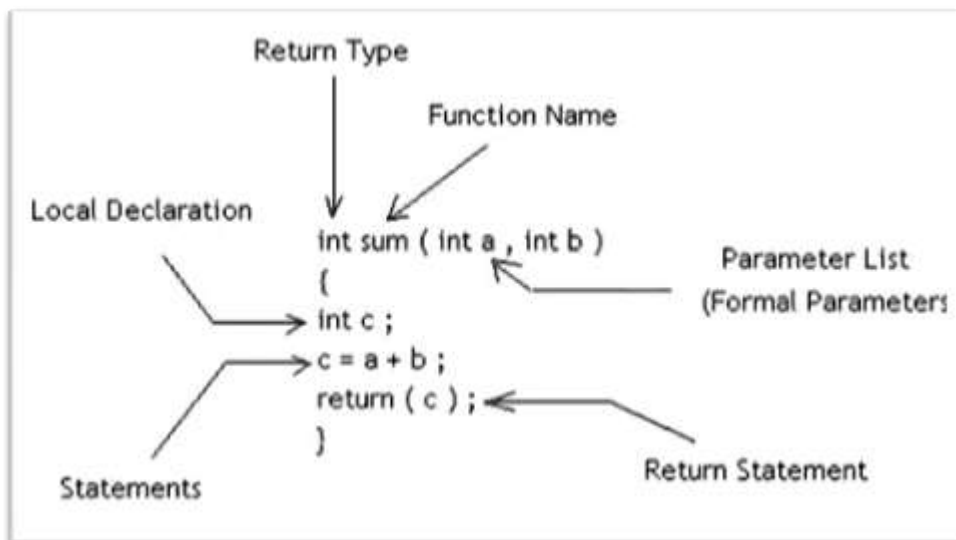 Return Type
Function Name
Local Declaration
int sum ( int a , int b )
Parameter List
(Formal Parameters
{
int c ;
c = a + b ;
return ( c ) ;
}
Return Statement
Statements